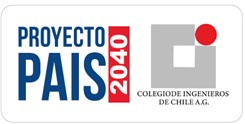 PROYECTO
PAIS
2040
COLEGIODE INGENIEROS
DE CHILE A.G.